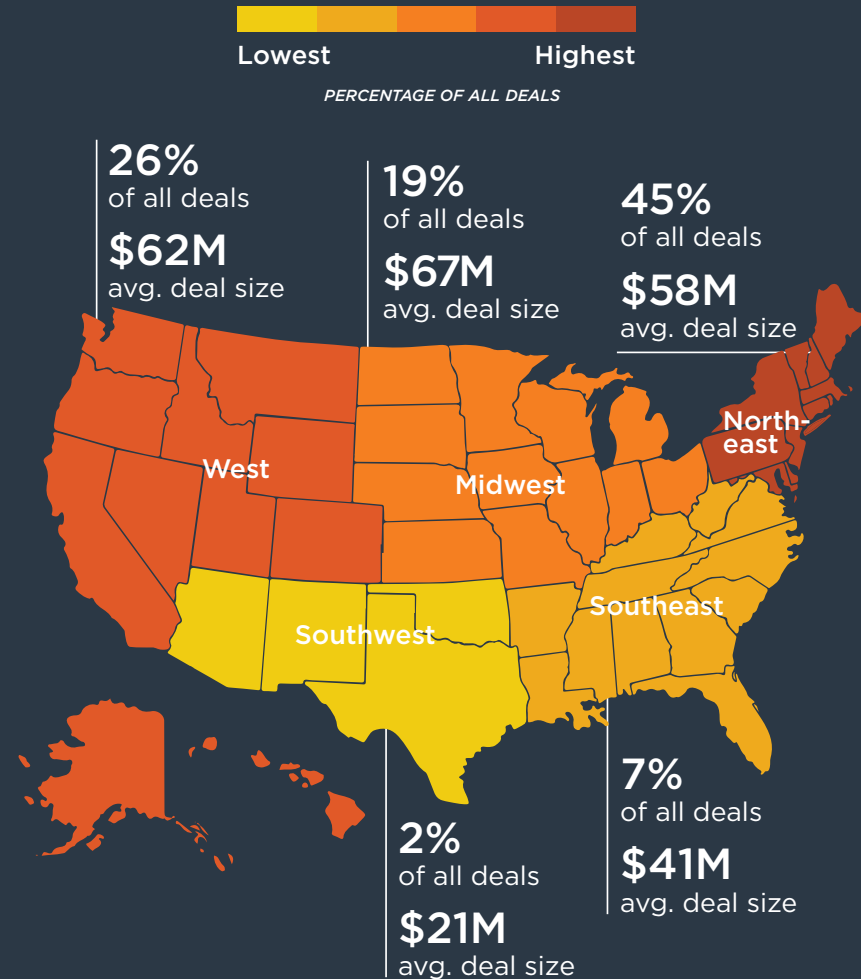 Lowest
Highest
PERCENTAGE OF ALL DEALS
26%
of all deals
$62M
avg. deal size
19%
of all deals
$67M
avg. deal size
45%
of all deals
$58M
avg. deal size
West
Midwest
North-
east
Southwest
Southeast
2%
of all deals
$21M
avg. deal size
7%
of all deals
$41M
avg. deal size